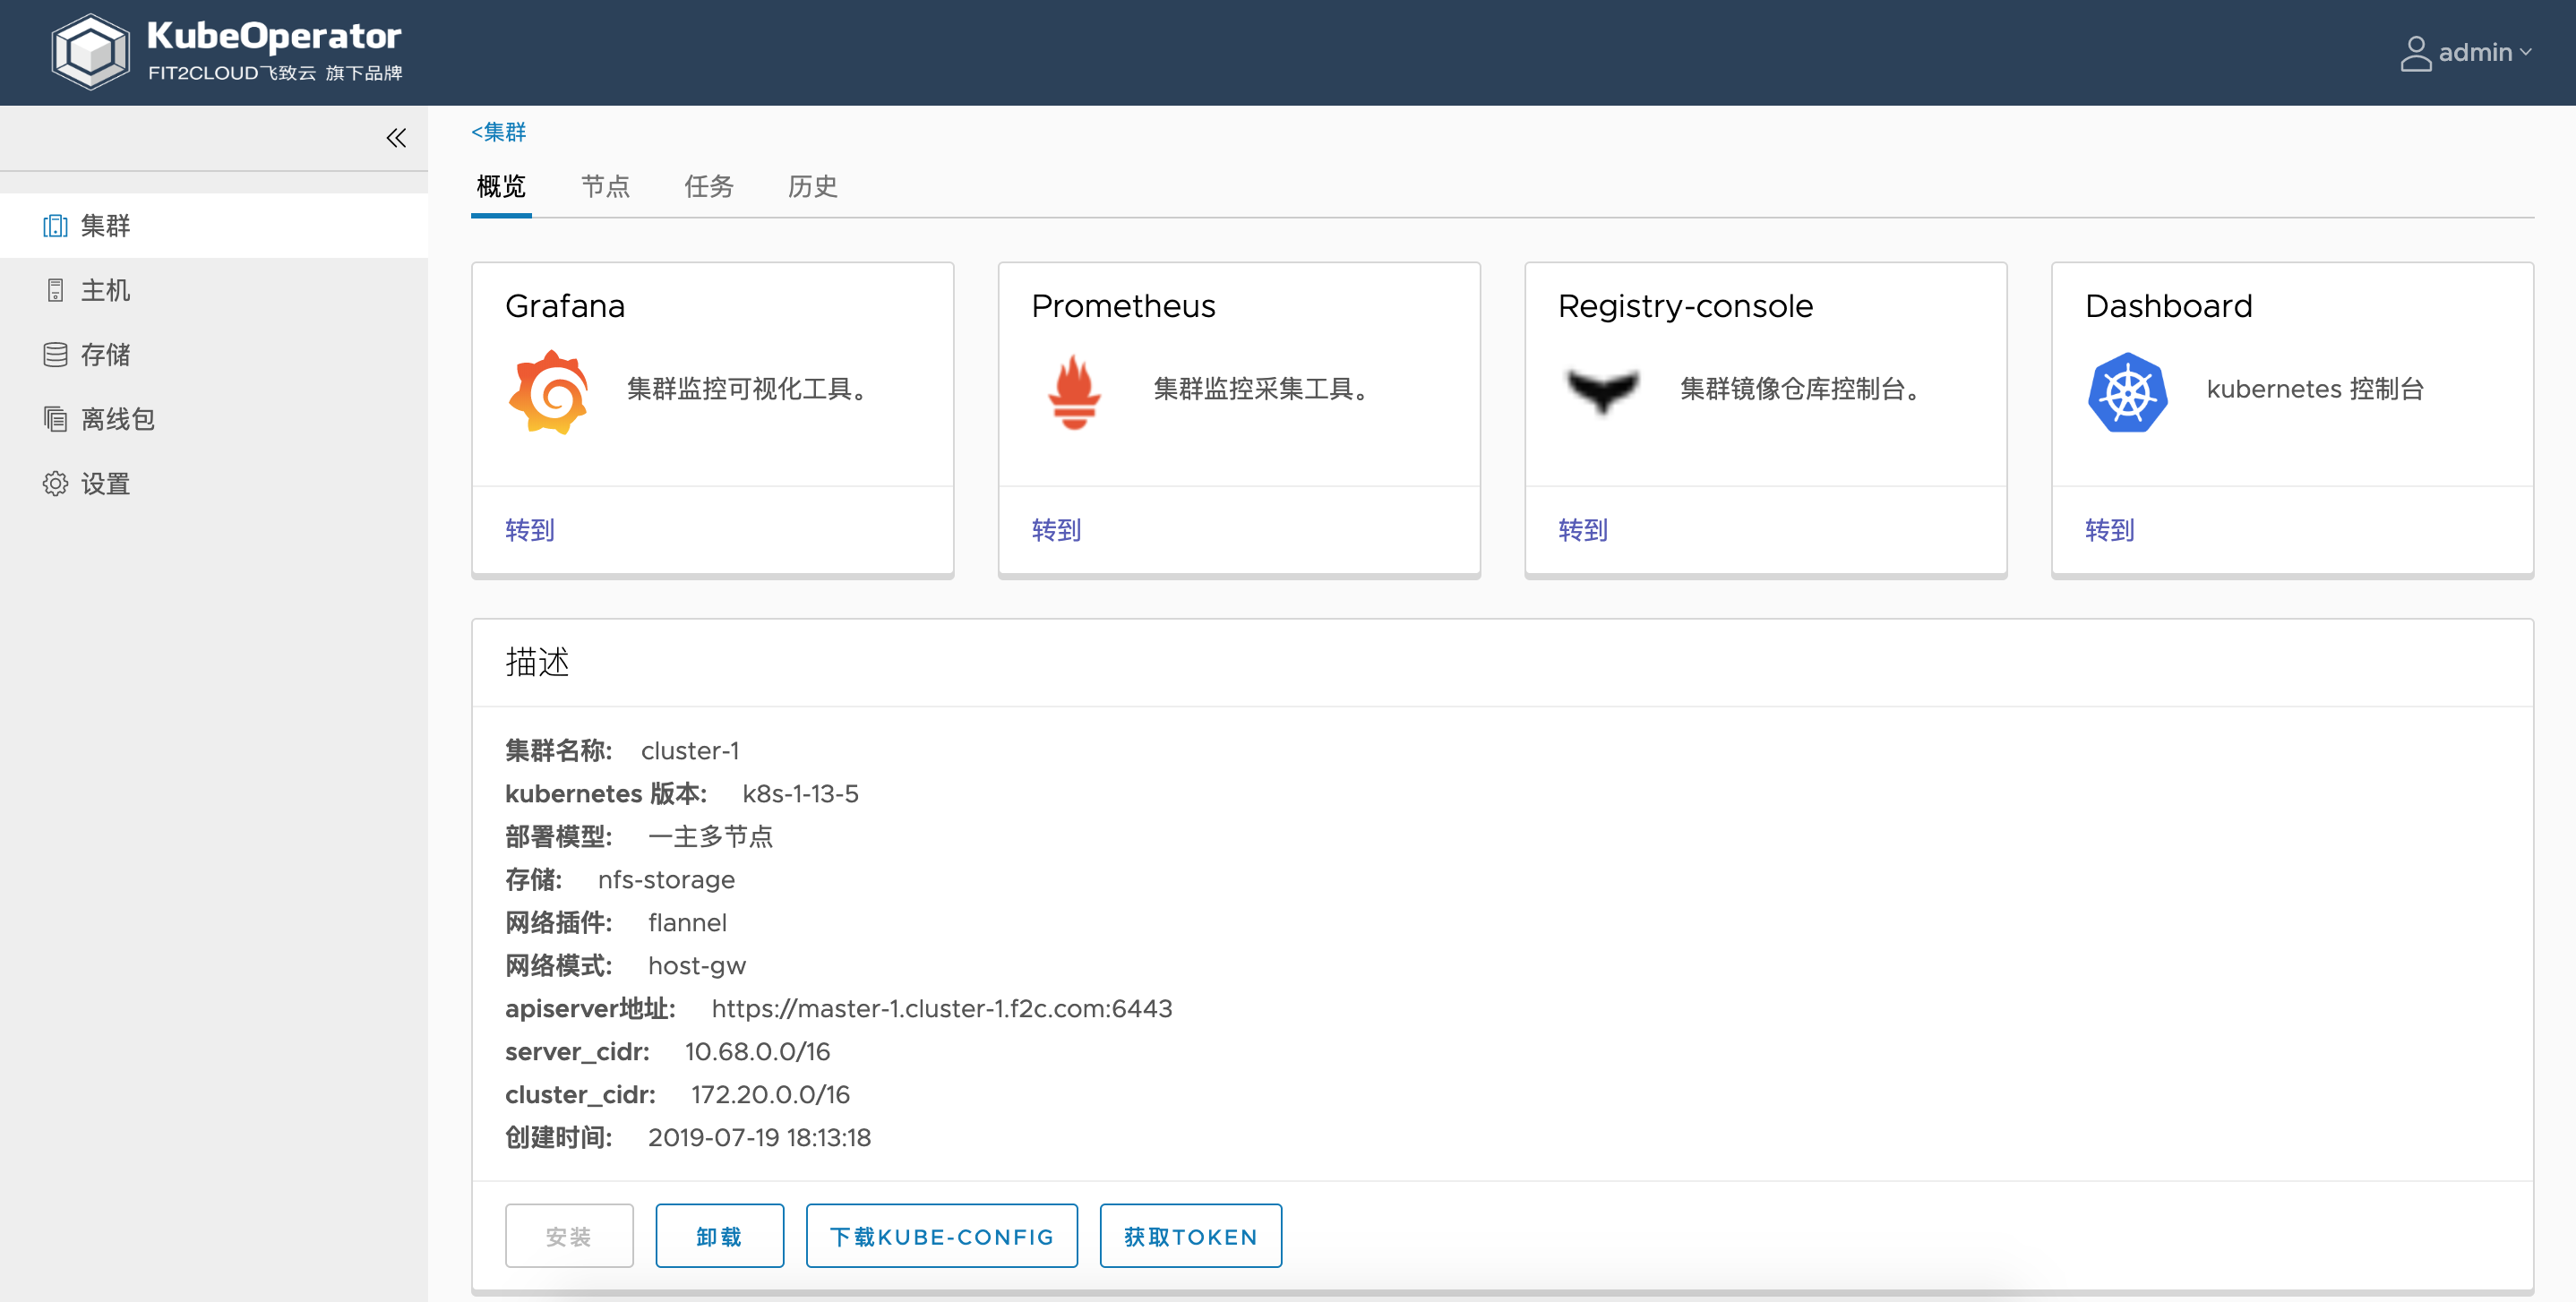 KubeOperator
FIT2CLOUD飞致云 旗下品牌
admin
<集群
概览 节点 任务 历史
集群
主机
存储
离线包
设置
Grafana
集群监控可视化工具。
转到
Prometheus
集群监控采集工具。
转到
Registry-console
集群镜像仓库控制台。
转到
Dashboard
kubernetes 控制台
转到
描述
集群名称: cluster-1
kubernetes 版本: k8s-1-13-5
部署模型: 一主多节点
存储: nfs-storage
网络插件: flannel
网络模式: host-gw
apiserver地址: https://master-1.cluster-1.f2c.com:6443
server_cidr: 10.68.0.0/16
cluster_cidr: 172.20.0.0/16
创建时间: 2019-07-19 18:13:18
安装 卸载 下载KUBE-CONFIG 获取TOKEN